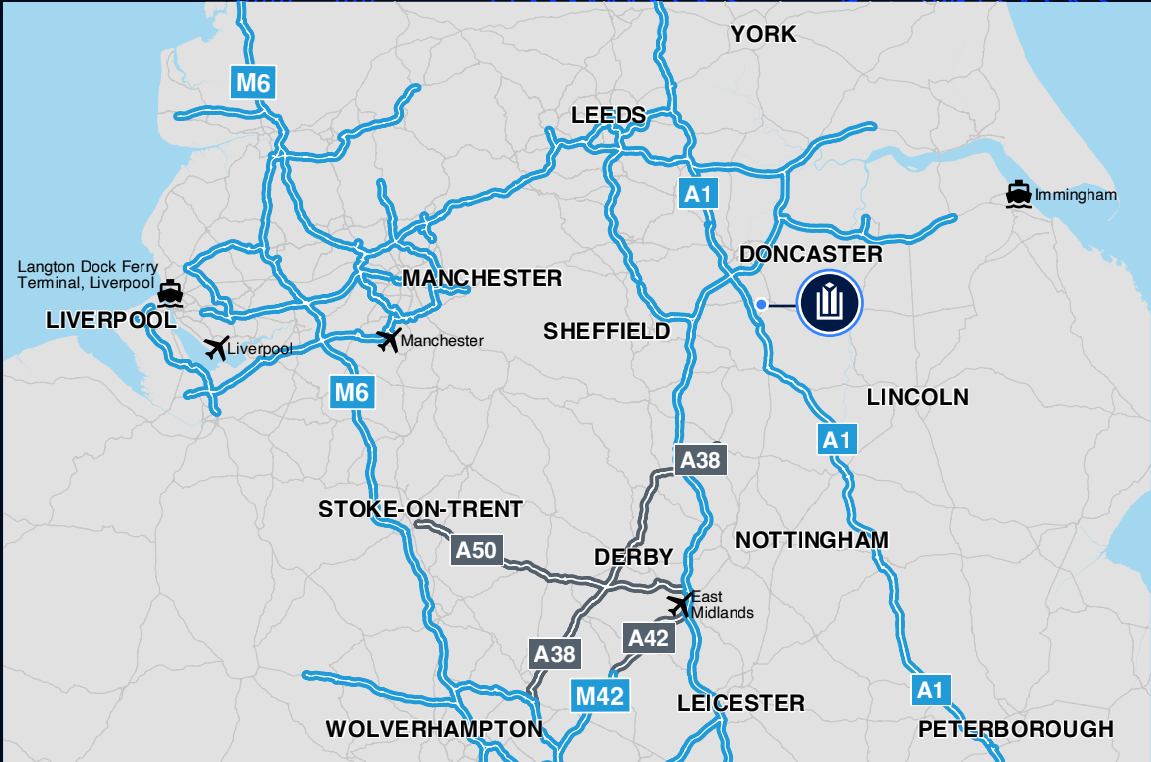 YORK
M6
LEEDS
A1
Immingham
DONCASTER
Langton Dock Ferry
Terminal, Liverpool
MANCHESTER
LIVERPOOL
SHEFFIELD
Liverpool
Manchester
M6
LINCOLN
A1
A38
STOKE-ON-TRENT
A50
NOTTINGHAM
DERBY
East
Midlands
A42
A38
M42
A1
LEICESTER
WOLVERHAMPTON
PETERBOROUGH